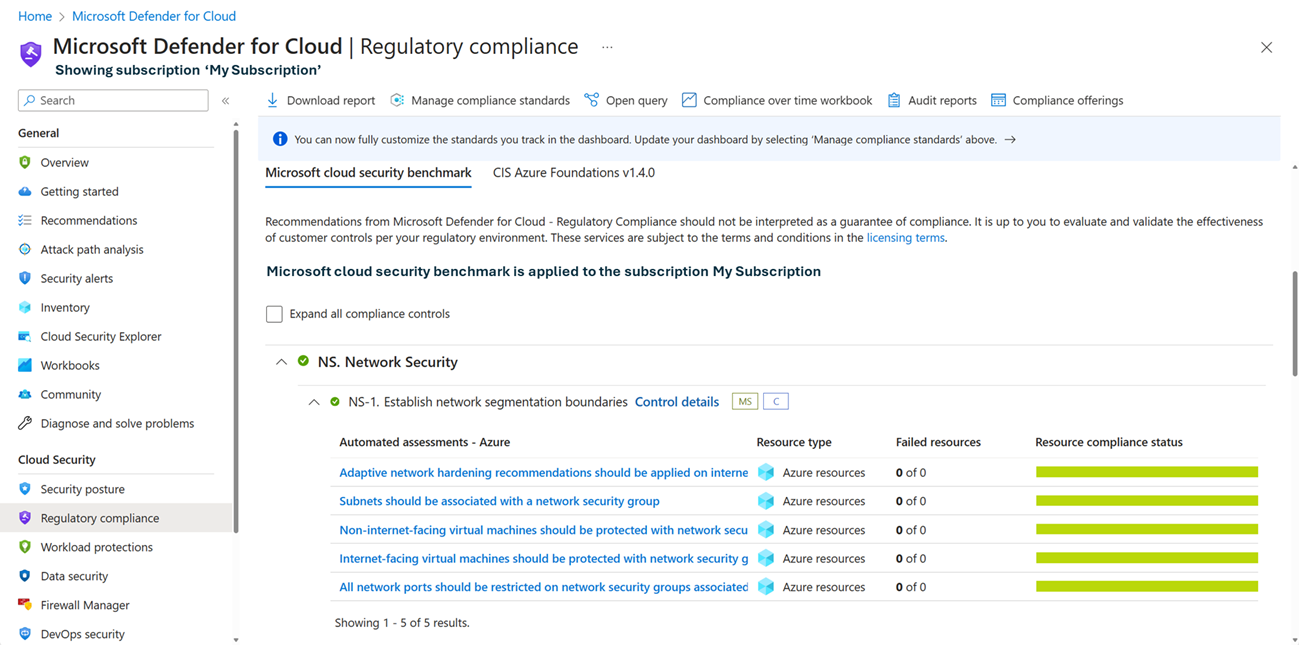 Home > Microsoft Defender for Cloud
Microsoft Defender for Cloud | Regulatory compliance ...
Showing subscription ‘My Subscription’
Search «
General
Overview
Getting started
Recommendations
Attack path analysis
Security alerts
Inventory
Cloud Security Explorer
Workbooks
Community
Diagnose and solve problems
Cloud Security
Security posture
Regulatory compliance
Workload protections
Data security
Firewall Manager
DevOps security
Download report Manage compliance standards Open query Compliance over time workbook Audit reports Compliance offerings
You can now fully customize the standards you track in the dashboard. Update your dashboard by selecting 'Manage compliance standards' above. →
Microsoft cloud security benchmark CIS Azure Foundations v1.4.0
Recommendations from Microsoft Defender for Cloud - Regulatory Compliance should not be interpreted as a guarantee of compliance. It is up to you to evaluate and validate the effectiveness
of customer controls per your regulatory environment. These services are subject to the terms and conditions in the licensing terms.
Microsoft cloud security benchmark is applied to the subscription My Subscription
Expand all compliance controls
NS. Network Security
NS-1. Establish network segmentation boundaries Control details MS C
Automated assessments - Azure Resource type Failed resources Resource compliance status
Adaptive network hardening recommendations should be applied on interne Azure resources 0 of 0
Subnets should be associated with a network security group Azure resources 0 of 0
Non-internet-facing virtual machines should be protected with network secu Azure resources 0 of 0
Internet-facing virtual machines should be protected with network security g Azure resources 0 of 0
All network ports should be restricted on network security groups associated Azure resources 0 of 0
Showing 1 - 5 of 5 results.